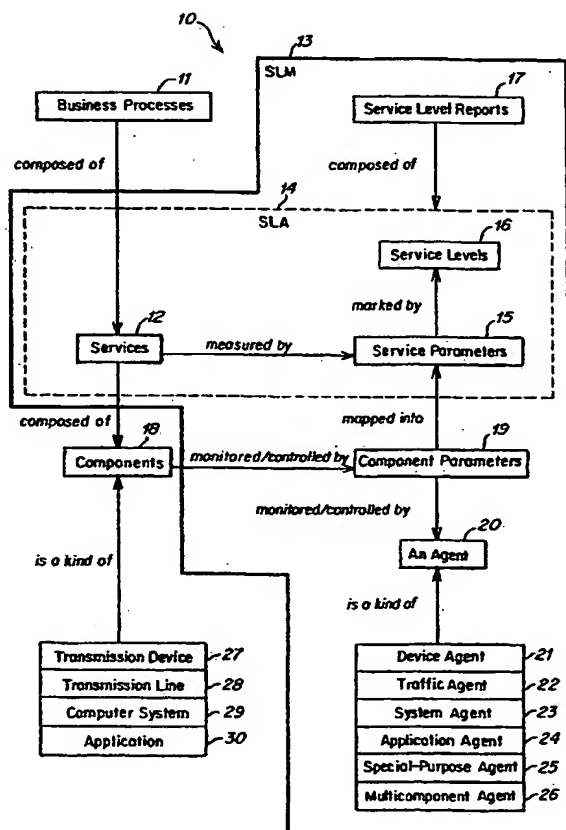 10
13
SLM
11
17
Business Processes
Service Level Reports
composed of
composed of
14
SLA
16
Service Levels
marked by
12
15
Services
measured by
Service Parameters
composed of
mapped into
18
19
Components
monitored/controlled by
Component Parameters
monitored/controlled by
20
An Agent
is a kind of
is a kind of
Transmission Device 27
Transmission Line 28
Computer System 29
Application 30
Device Agent 21
Traffic Agent 22
System Agent 23
Application Agent 24
Special-Purpose Agent 25
Multicomponent Agent 26